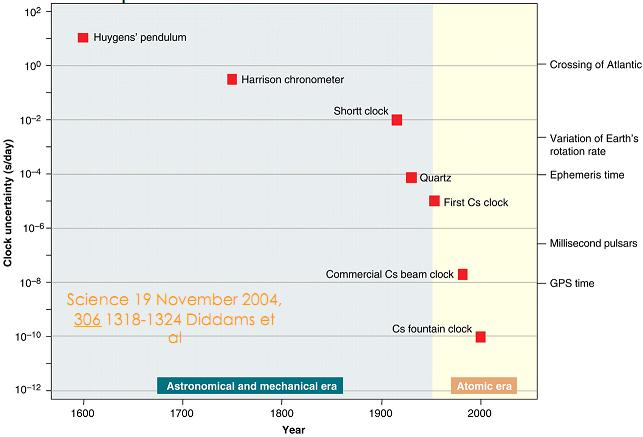 10²
Huygens' pendulum
10⁰
Crossing of Atlantic
Harrison chronometer
Shortt clock
10⁻²
Variation of Earth's
rotation rate
10⁻⁴
Quartz
Ephemeris time
First Cs clock
10⁻⁶
Millisecond pulsars
Commercial Cs beam clock
10⁻⁸
GPS time
Science 19 November 2004,
306 1318-1324 Diddams et
al
Cs fountain clock
10⁻¹⁰
Astronomical and mechanical era
Atomic era
10⁻¹²
1600 1700 1800 1900 2000
Year
Clock uncertainty (s/day)